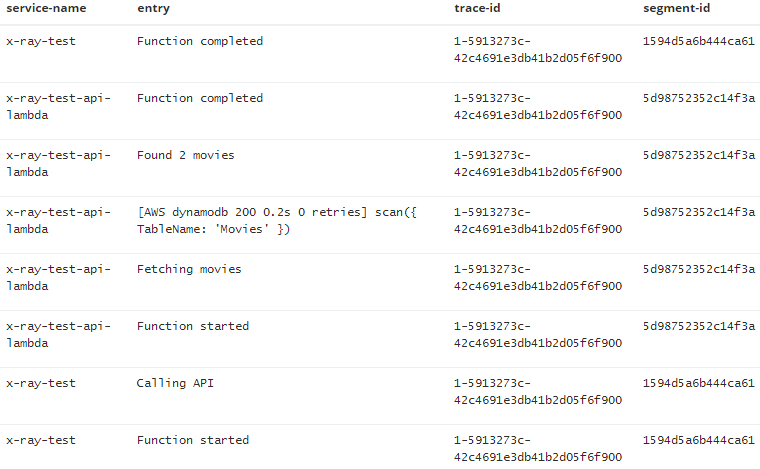 service-name entry trace-id segment-id
x-ray-test Function completed 1-5913273c- 1594d5a6b444ca61
42c4691e3db41b2d05f6f900
x-ray-test-api- Function completed 1-5913273c- 5d98752352c14f3a
lambda 42c4691e3db41b2d05f6f900
x-ray-test-api- Found 2 movies 1-5913273c- 5d98752352c14f3a
lambda 42c4691e3db41b2d05f6f900
x-ray-test-api- [AWS dynamodb 200 0.2s 0 retries] scan({ 1-5913273c- 5d98752352c14f3a
lambda TableName: 'Movies' }) 42c4691e3db41b2d05f6f900
x-ray-test-api- Fetching movies 1-5913273c- 5d98752352c14f3a
lambda 42c4691e3db41b2d05f6f900
x-ray-test-api- Function started 1-5913273c- 5d98752352c14f3a
lambda 42c4691e3db41b2d05f6f900
x-ray-test Calling API 1-5913273c- 1594d5a6b444ca61
42c4691e3db41b2d05f6f900
x-ray-test Function started 1-5913273c- 1594d5a6b444ca61
42c4691e3db41b2d05f6f900